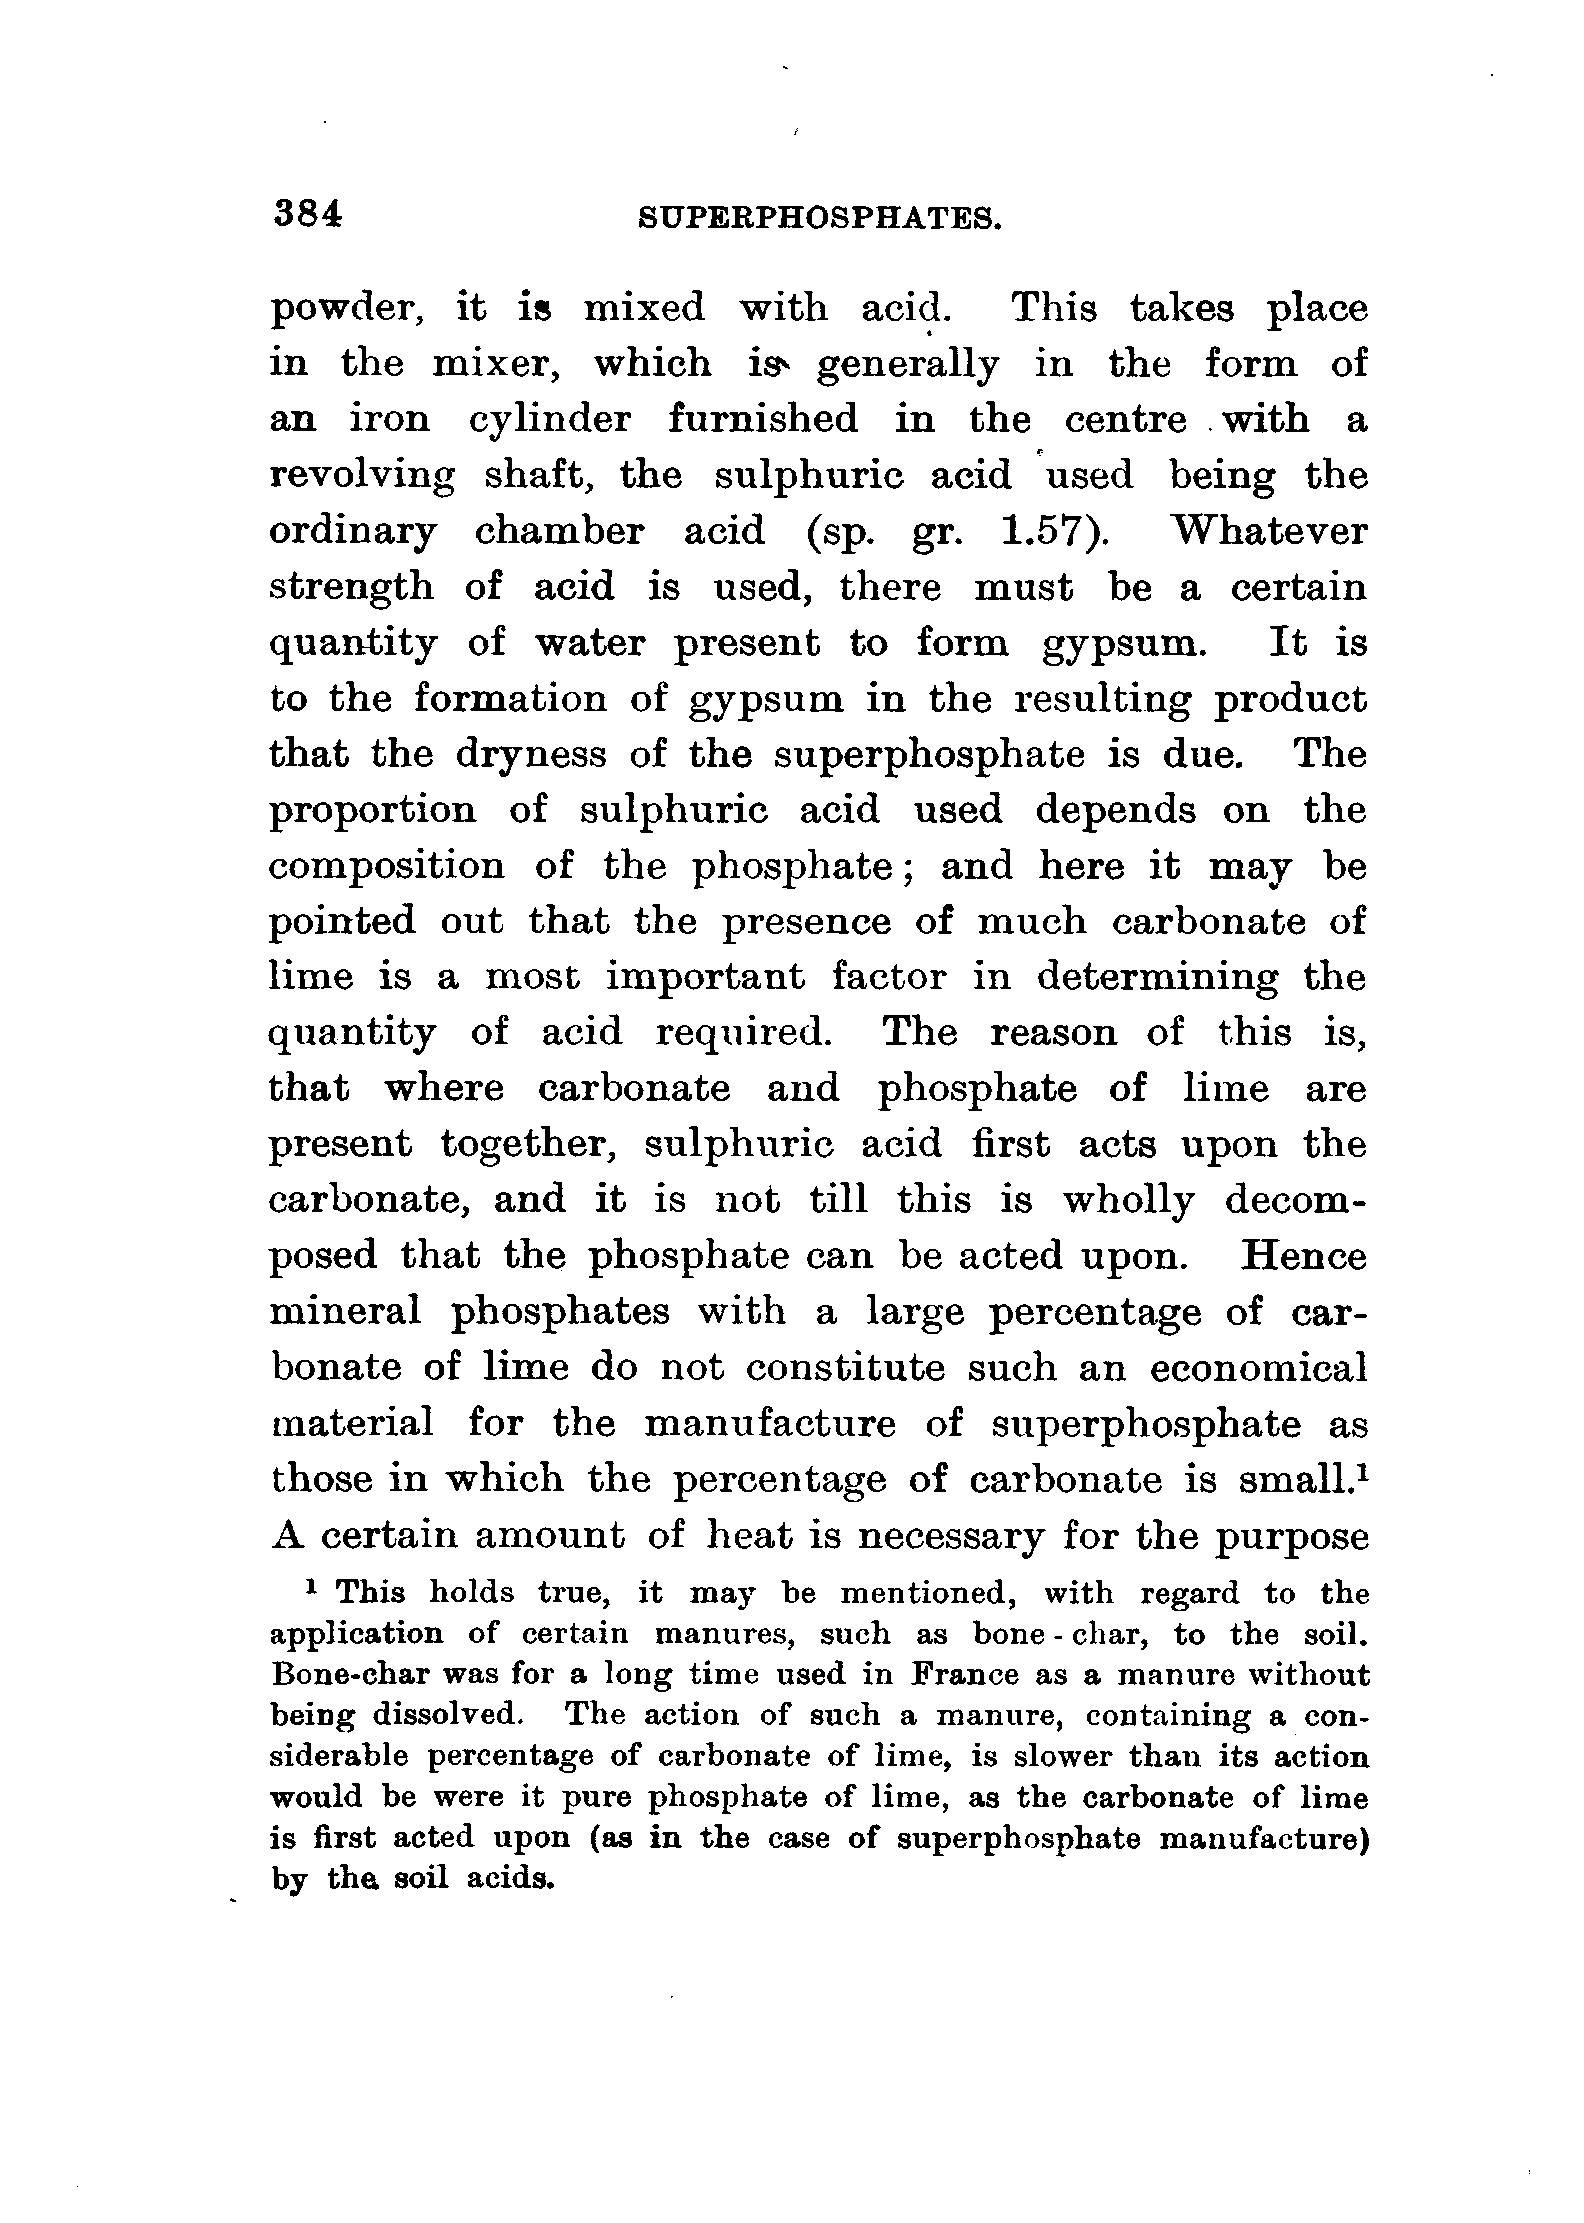 384 SUPERPHOSPHATES.
powder, it is mixed with acid. This takes place
in the mixer, which is generally in the form of
an iron cylinder furnished in the centre with a
revolving shaft, the sulphuric acid used being the
ordinary chamber acid (sp. gr. 1.57). Whatever
strength of acid is used, there must be a certain
quantity of water present to form gypsum. It is
to the formation of gypsum in the resulting product
that the dryness of the superphosphate is due. The
proportion of sulphuric acid used depends on the
composition of the phosphate; and here it may be
pointed out that the presence of much carbonate of
lime is a most important factor in determining the
quantity of acid required. The reason of this is,
that where carbonate and phosphate of lime are
present together, sulphuric acid first acts upon the
carbonate, and it is not till this is wholly decom-
posed that the phosphate can be acted upon. Hence
mineral phosphates with a large percentage of car-
bonate of lime do not constitute such an economical
material for the manufacture of superphosphate as
those in which the percentage of carbonate is small.¹
A certain amount of heat is necessary for the purpose
¹ This holds true, it may be mentioned, with regard to the
application of certain manures, such as bone-char, to the soil.
Bone-char was for a long time used in France as a manure without
being dissolved. The action of such a manure, containing a con-
siderable percentage of carbonate of lime, is slower than its action
would be were it pure phosphate of lime, as the carbonate of lime
is first acted upon (as in the case of superphosphate manufacture)
by the soil acids.